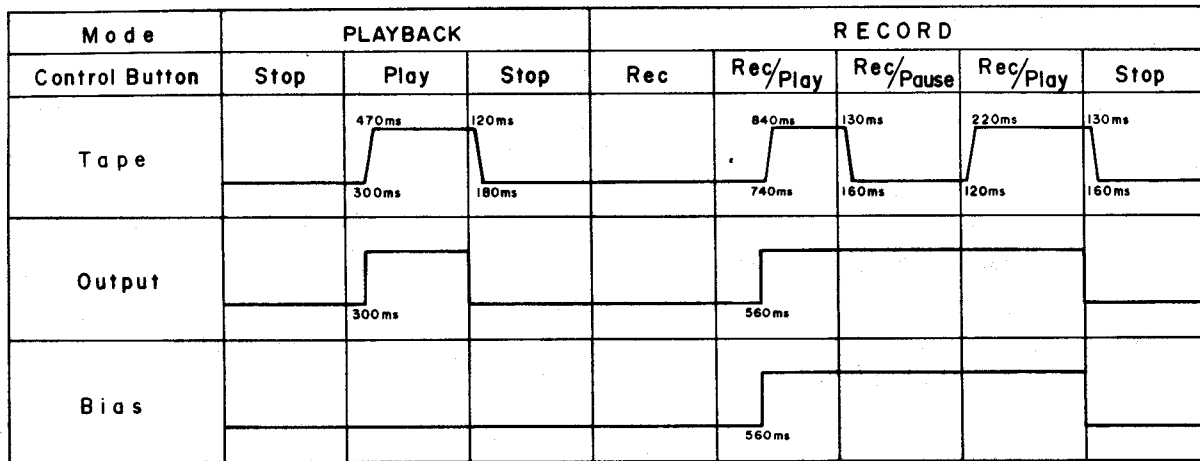 Mode PLAYBACK RECORD
Control Button Stop Play Stop Rec Rec/Play Rec/Pause Rec/Play Stop
470ms 120ms 840ms 130ms 220ms 130ms
Tape
300ms 180ms 740ms 160ms 120ms 160ms
Output
300ms 560ms
Bias
560ms